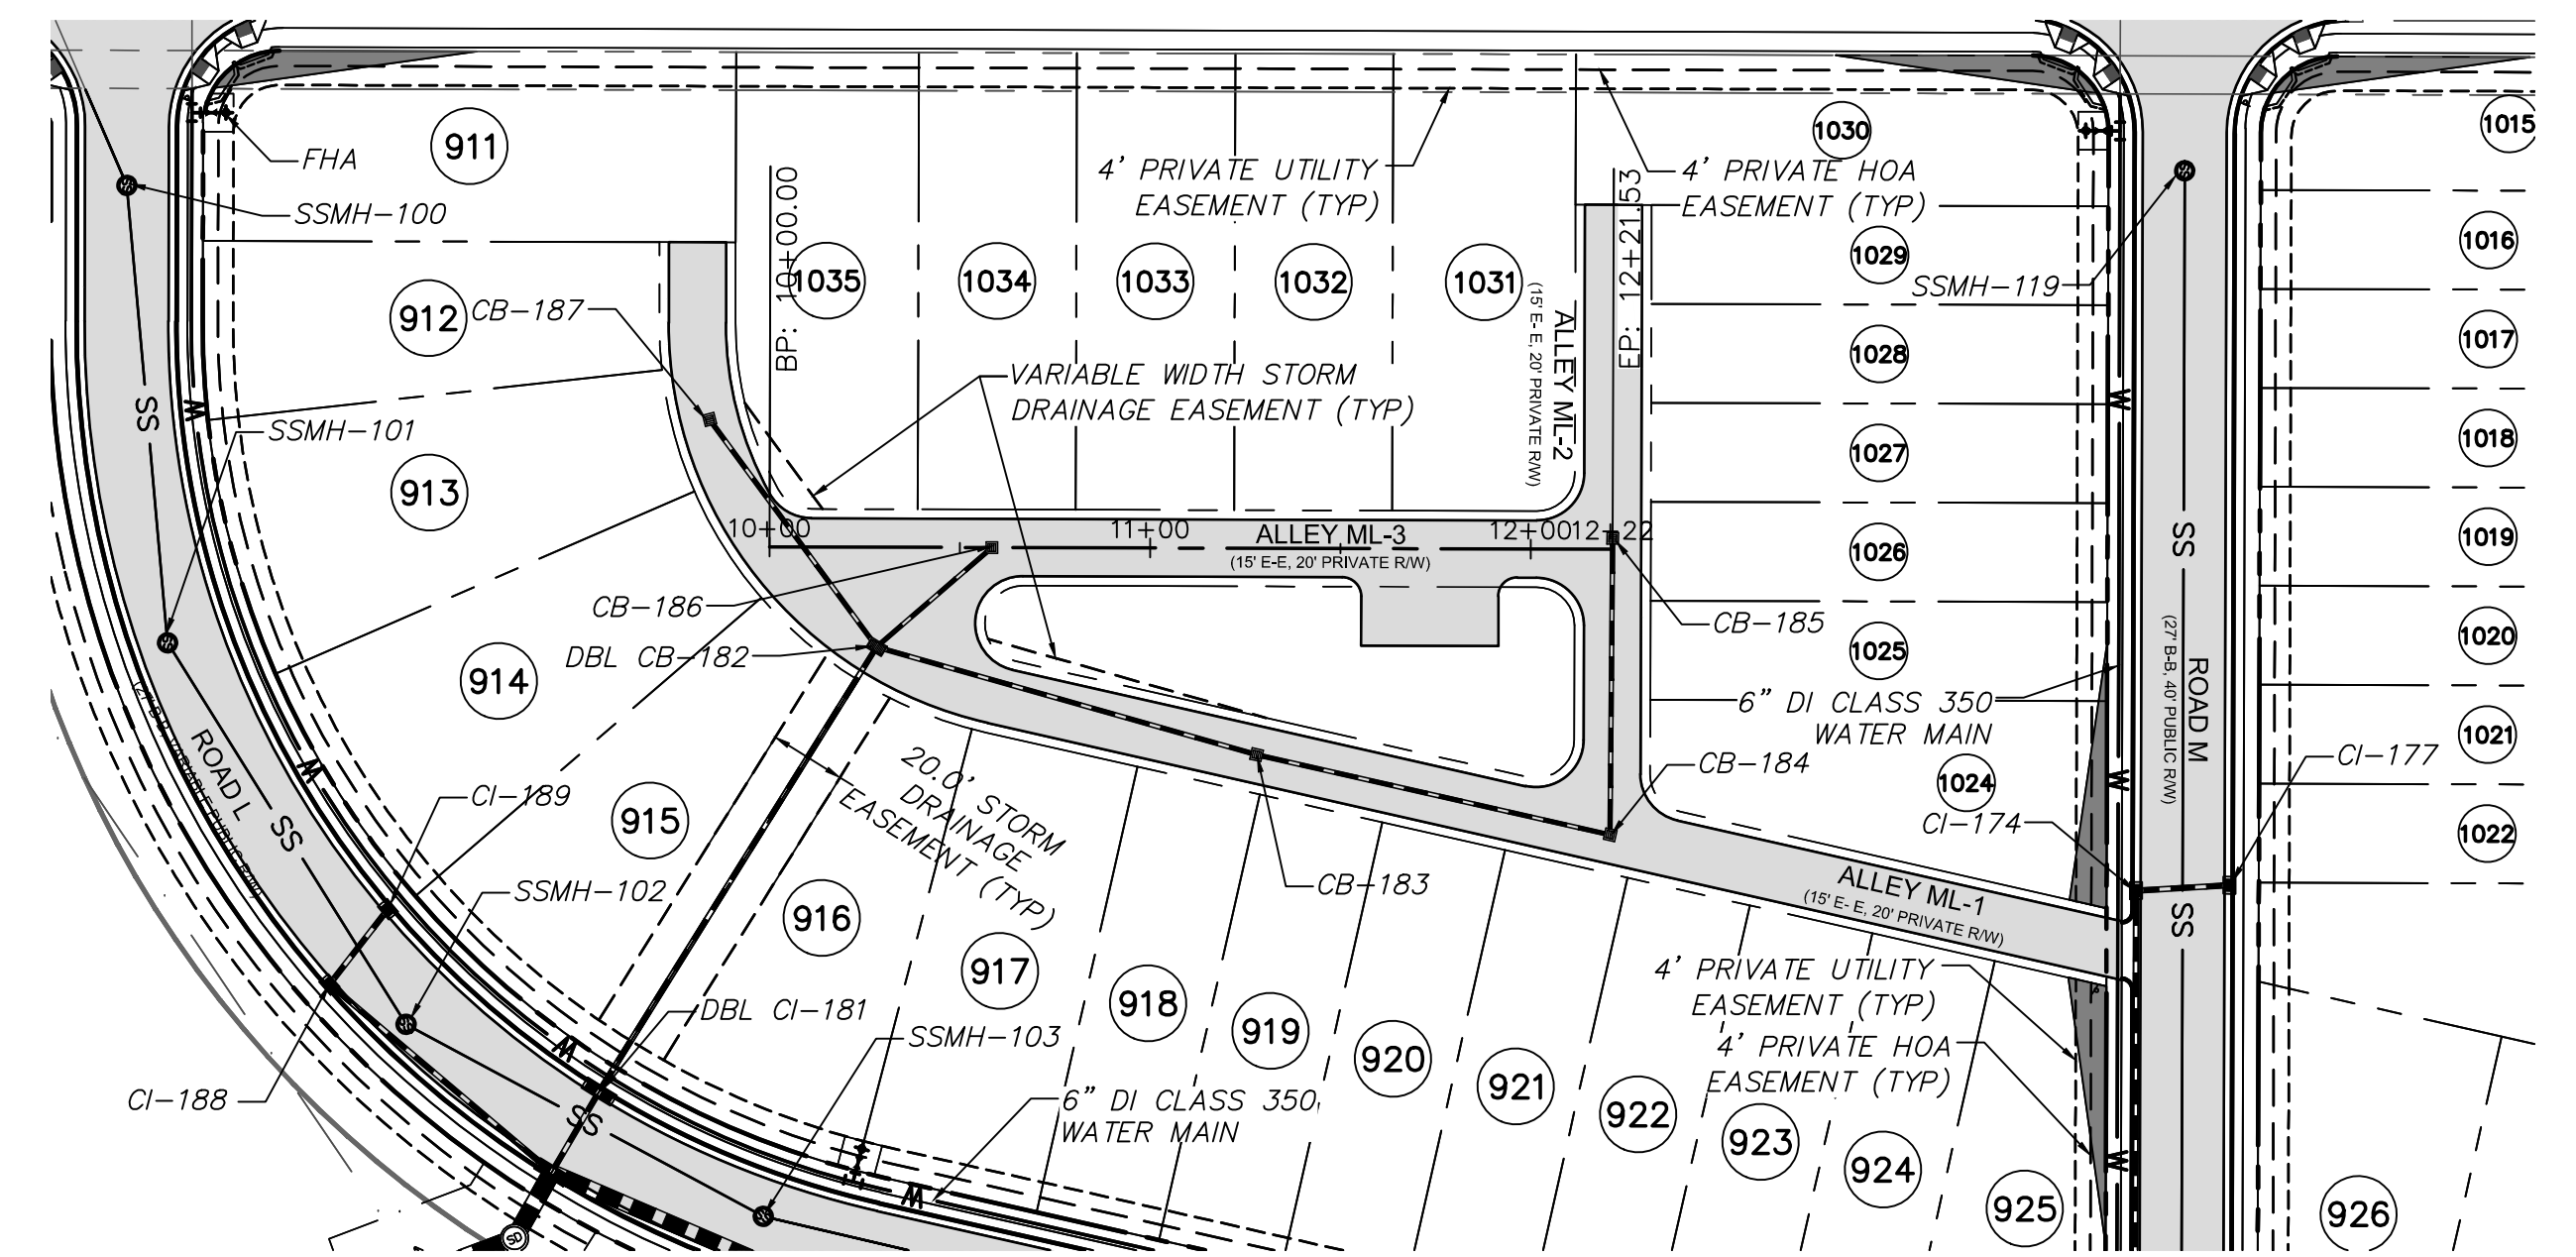 911
FHA
SSMH-100
912
CB-187
SS
SSMH-101
913
914
915
916
917
918
919
920
921
922
923
924
925
926
1035
1034
1033
1032
1031
1030
1029
1028
1027
1026
1025
1024
1015
1016
1017
1018
1019
1020
1021
1022
4' PRIVATE UTILITY
EASEMENT (TYP)
4' PRIVATE HOA
EASEMENT (TYP)
BP: 10+00.00
EP: 12+21.53
SSMH-119
ALLEY ML-2
(15' E- E, 20' PRIVATE R/W)
VARIABLE WIDTH STORM
DRAINAGE EASEMENT (TYP)
10+00
11+00
12+00
12+22
ALLEY ML-3
(15' E-E, 20' PRIVATE R/W)
CB-186
DBL CB-182
CB-185
6" DI CLASS 350
WATER MAIN
CB-184
CB-183
CI-174
CI-177
ROAD M
(27' B-B, 40' PUBLIC R/W)
SS
SS
W
W
W
W
W
W
W
ROAD L
SS
(27' B-B, VARIABLE PUBLIC R/W)
CI-189
SSMH-102
20.0' STORM
DRAINAGE
EASEMENT (TYP)
ALLEY ML-1
(15' E- E, 20' PRIVATE R/W)
4' PRIVATE UTILITY
EASEMENT (TYP)
4' PRIVATE HOA
EASEMENT (TYP)
DBL CI-181
SSMH-103
CI-188
SS
6" DI CLASS 350
WATER MAIN
SD